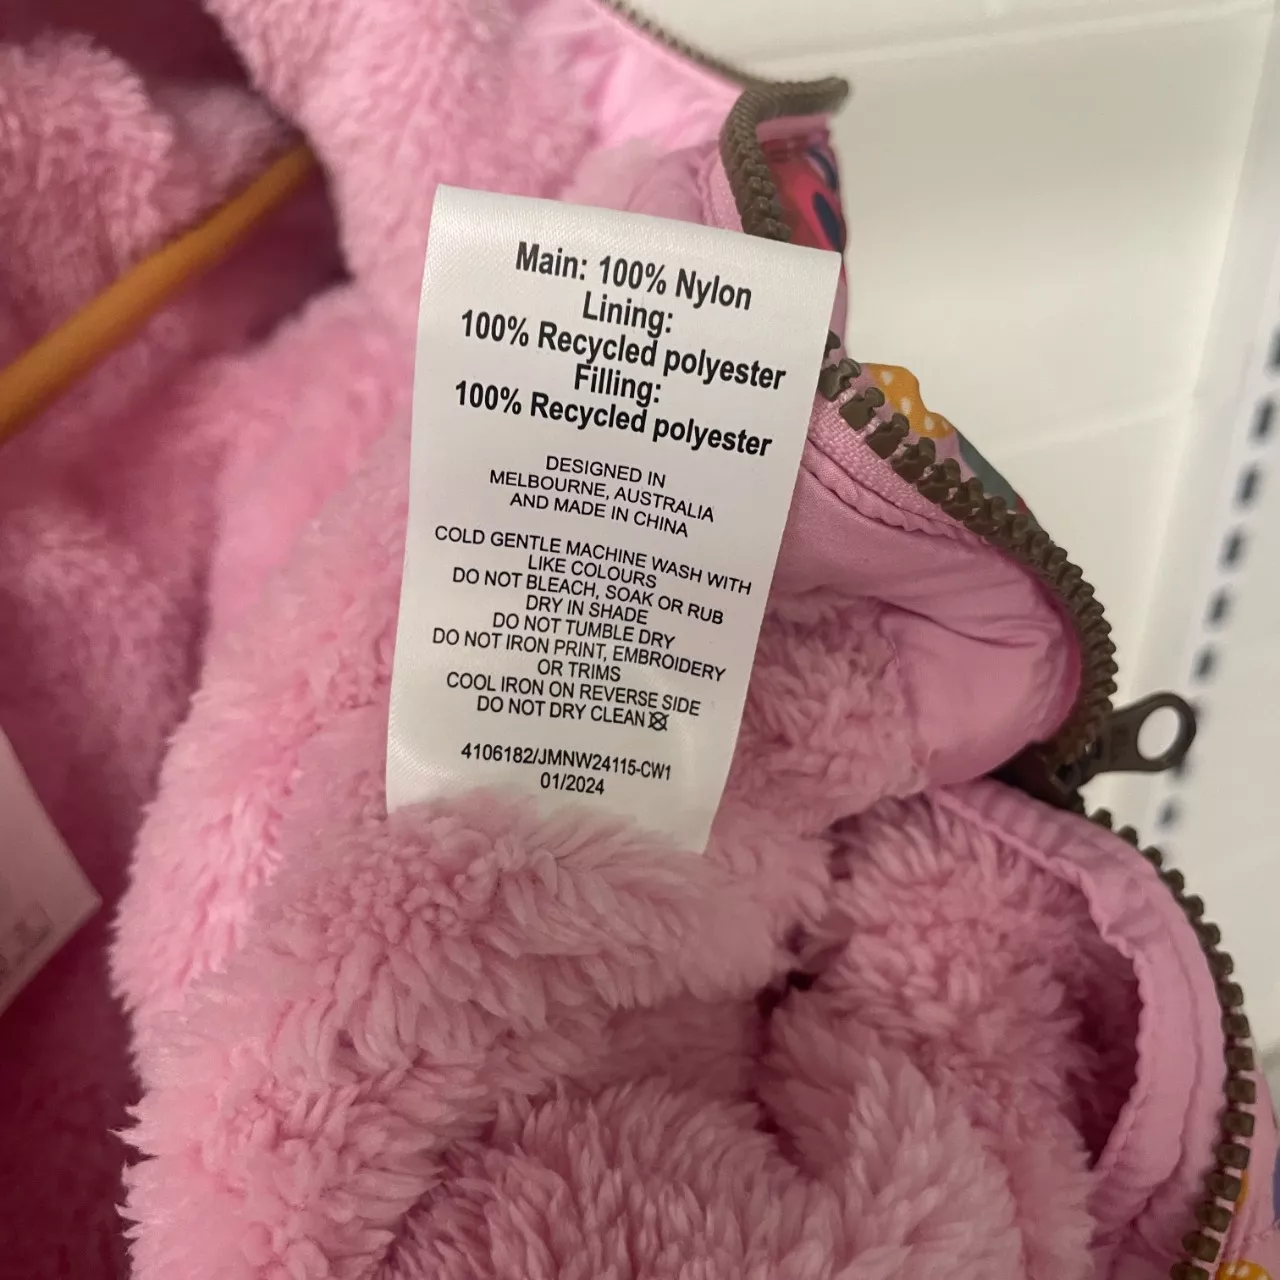 Main: 100% Nylon
Lining:
100% Recycled polyester
Filling:
100% Recycled polyester
DESIGNED IN
MELBOURNE, AUSTRALIA
AND MADE IN CHINA
COLD GENTLE MACHINE WASH WITH
LIKE COLOURS
DO NOT BLEACH, SOAK OR RUB
DRY IN SHADE
DO NOT TUMBLE DRY
DO NOT IRON PRINT, EMBROIDERY
OR TRIMS
COOL IRON ON REVERSE SIDE
DO NOT DRY CLEAN
4106182/JMNW24115-CW1
01/2024